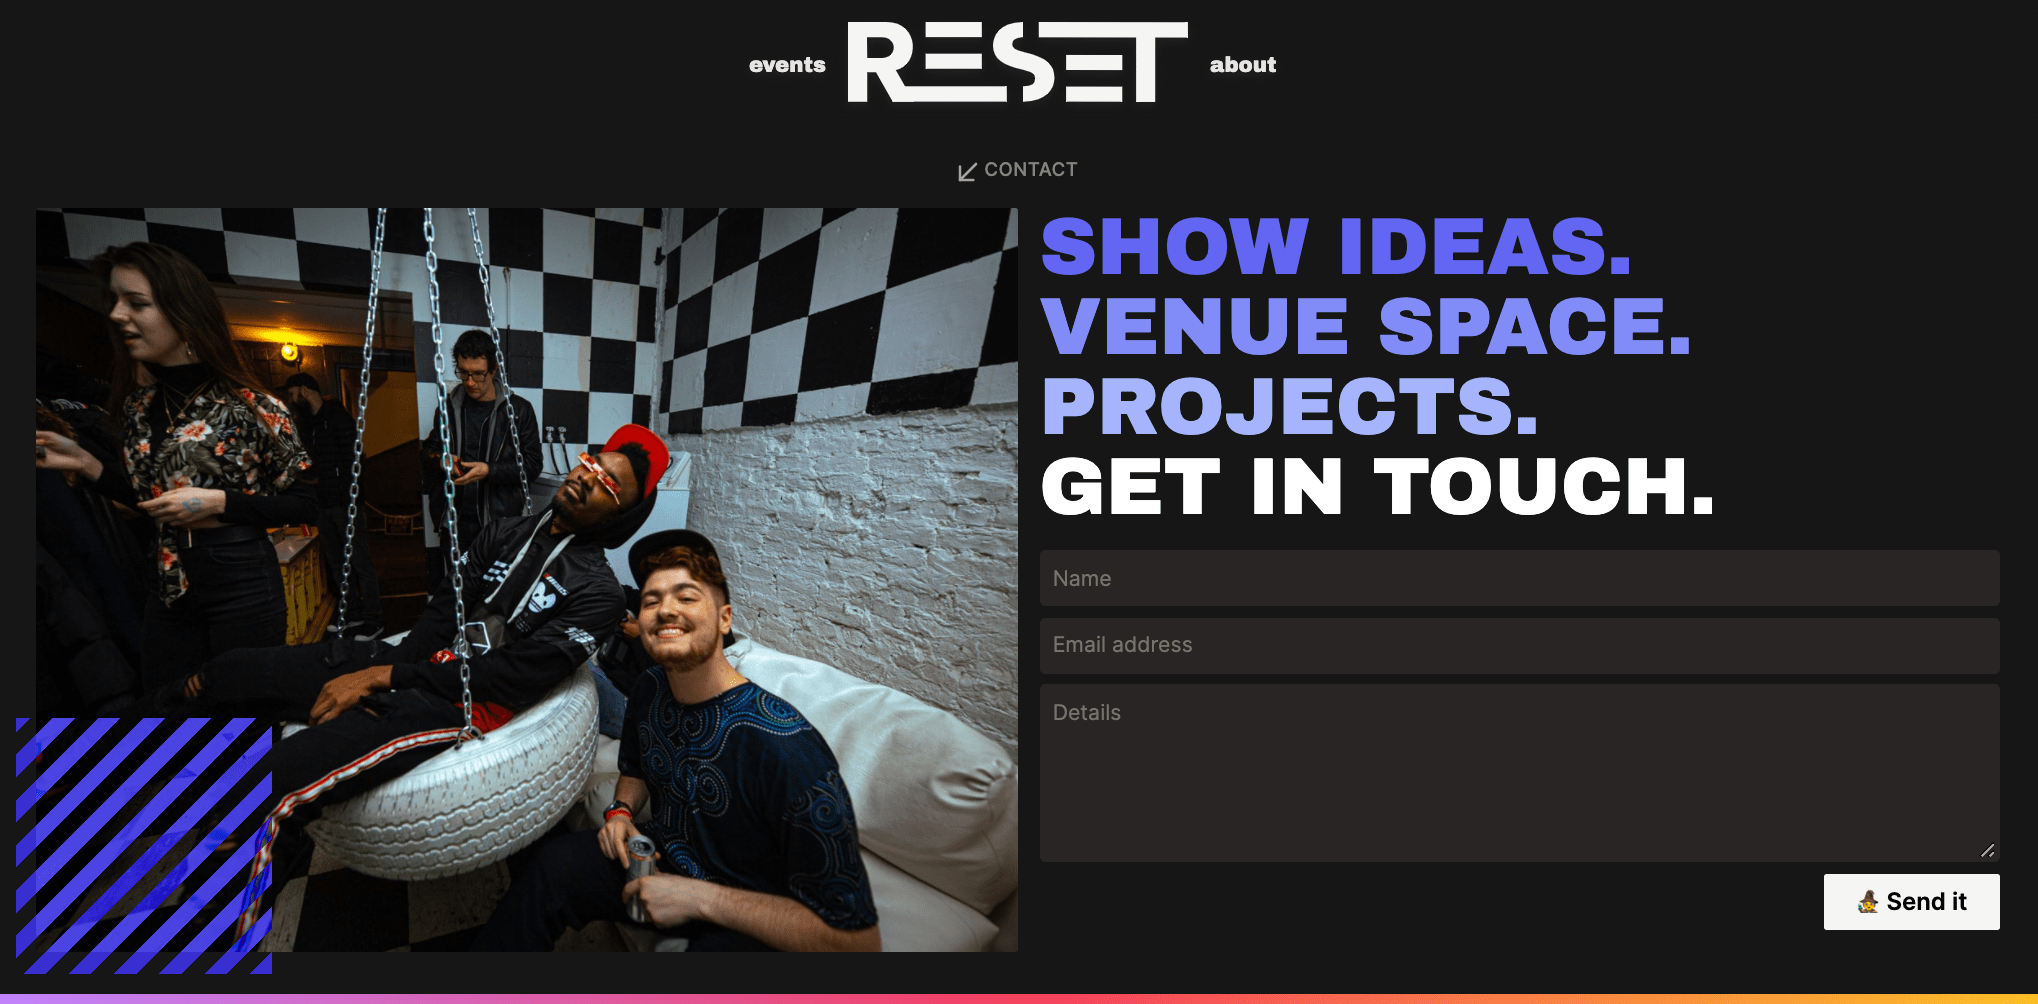 events
RESET
about
CONTACT
SHOW IDEAS.
VENUE SPACE.
PROJECTS.
GET IN TOUCH.
Name
Email address
Details
Send it